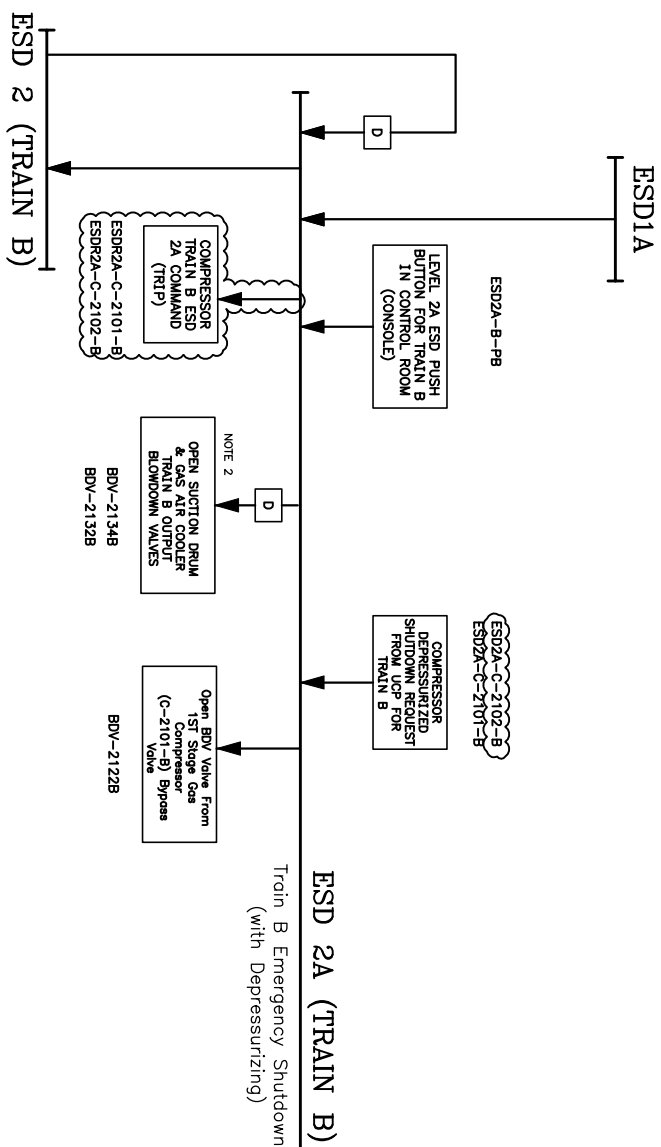 ESD1A
ESD2A-B-PB
LEVEL 2A ESD PUSH
BUTTON FOR TRAIN B
IN CONTROL ROOM
(CONSOLE)
ESD2A-C-2102-B
ESD2A-C-2101-B
COMPRESSOR
DEPRESSURIZED
SHUTDOWN REQUEST
FROM UCP FOR
TRAIN B
D
ESD 2A (TRAIN B)
Train B Emergency Shutdown
(with Depressurizing)
COMPRESSOR
TRAIN B ESD
2A COMMAND
(TRIP)
ESDR2A-C-2101-B
ESDR2A-C-2102-B
D
NOTE 2
OPEN SUCTION DRUM
& GAS AIR COOLER
TRAIN B OUTPUT
BLOWDOWN VALVES
BDV-2134B
BDV-2132B
Open BDV Valve From
1ST Stage Gas
Compressor
(C-2101-B) Bypass
Valve
BDV-2122B
ESD 2 (TRAIN B)